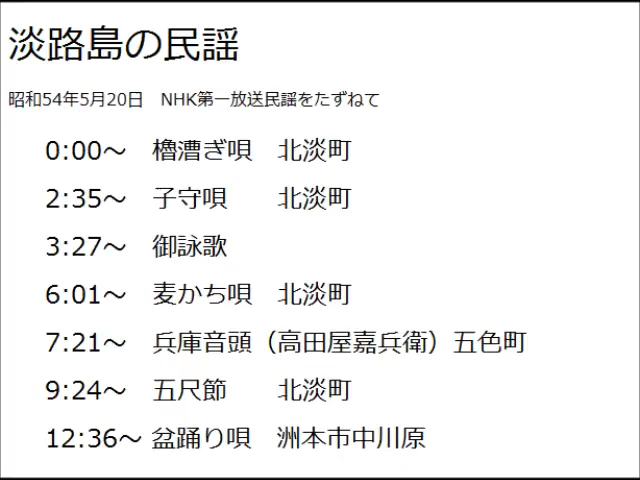 淡路島の民謡
昭和54年5月20日　NHK第一放送民謡をたずねて
0:00～　櫓漕ぎ唄　北淡町
2:35～　子守唄　　北淡町
3:27～　御詠歌
6:01～　麦かち唄　北淡町
7:21～　兵庫音頭（高田屋嘉兵衛）五色町
9:24～　五尺節　　北淡町
12:36～ 盆踊り唄　洲本市中川原